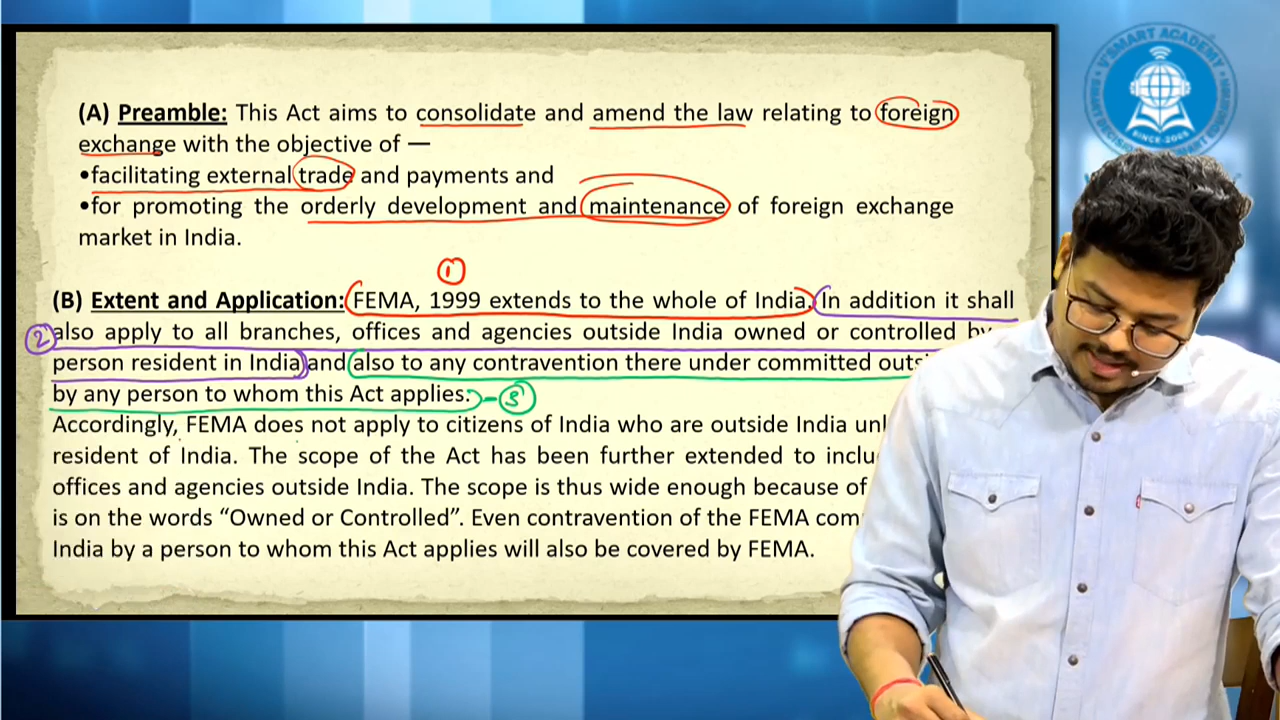 V'SMART ACADEMY
SINCE-2005
(A) Preamble: This Act aims to consolidate and amend the law relating to foreign
exchange with the objective of —
•facilitating external trade and payments and
•for promoting the orderly development and maintenance of foreign exchange
market in India.
1
(B) Extent and Application: FEMA, 1999 extends to the whole of India. In addition it shall
2 also apply to all branches, offices and agencies outside India owned or controlled by
person resident in India and also to any contravention there under committed
by any person to whom this Act applies. - 3
Accordingly, FEMA does not apply to citizens of India who are outside India
resident of India. The scope of the Act has been further extended to
offices and agencies outside India. The scope is thus wide enough because of
is on the words “Owned or Controlled”. Even contravention of the FEMA
India by a person to whom this Act applies will also be covered by FEMA.